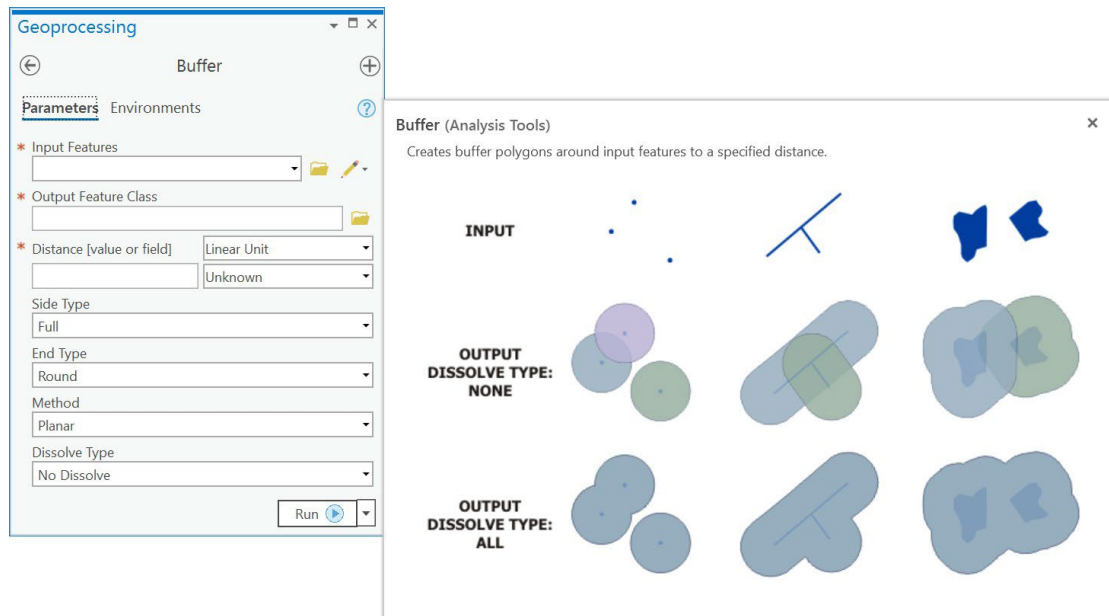 Geoprocessing
Buffer
Parameters Environments
* Input Features
* Output Feature Class
* Distance [value or field] Linear Unit
Unknown
Side Type
Full
End Type
Round
Method
Planar
Dissolve Type
No Dissolve
Run
Buffer (Analysis Tools)
Creates buffer polygons around input features to a specified distance.
INPUT
OUTPUT
DISSOLVE TYPE:
NONE
OUTPUT
DISSOLVE TYPE:
ALL